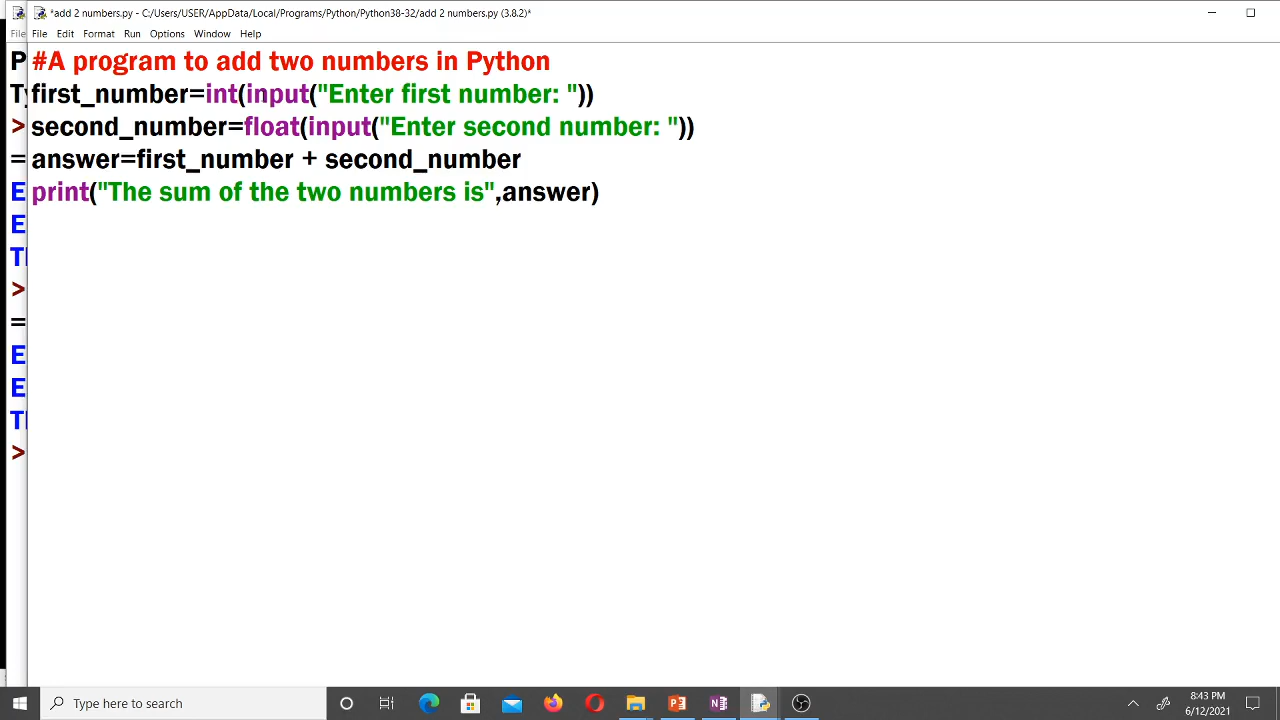 *add 2 numbers.py - C:/Users/USER/AppData/Local/Programs/Python/Python38-32/add 2 numbers.py (3.8.2)*
File File Edit Format Run Options Window Help
P #A program to add two numbers in Python
Ty first_number=int(input("Enter first number: "))
> second_number=float(input("Enter second number: "))
= answer=first_number + second_number
E print("The sum of the two numbers is",answer)
E
>
=
E
E
>
Type here to search
8:43 PM
6/12/2021